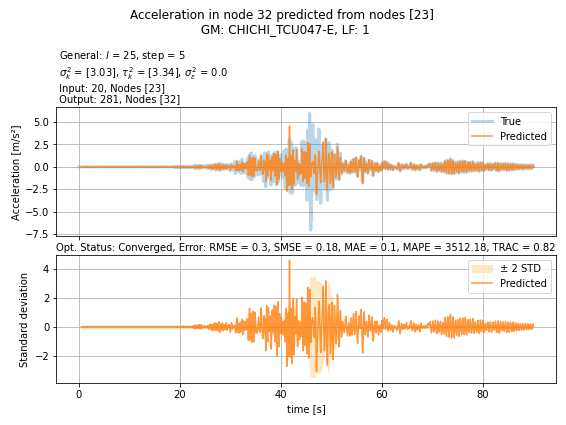 Acceleration in node 32 predicted from nodes [23]
GM: CHICHI_TCU047-E, LF: 1
General: l = 25, step = 5
σ²ₖ = [3.03], τ²ₖ = [3.34], σ²ε = 0.0
Input: 20, Nodes [23]
Output: 281, Nodes [32]
Acceleration [m/s²]
5.0
2.5
0.0
−2.5
−5.0
−7.5
True
Predicted
Opt. Status: Converged, Error: RMSE = 0.3, SMSE = 0.18, MAE = 0.1, MAPE = 3512.18, TRAC = 0.82
Standard deviation
4
2
0
−2
± 2 STD
Predicted
0
20
40
60
80
time [s]